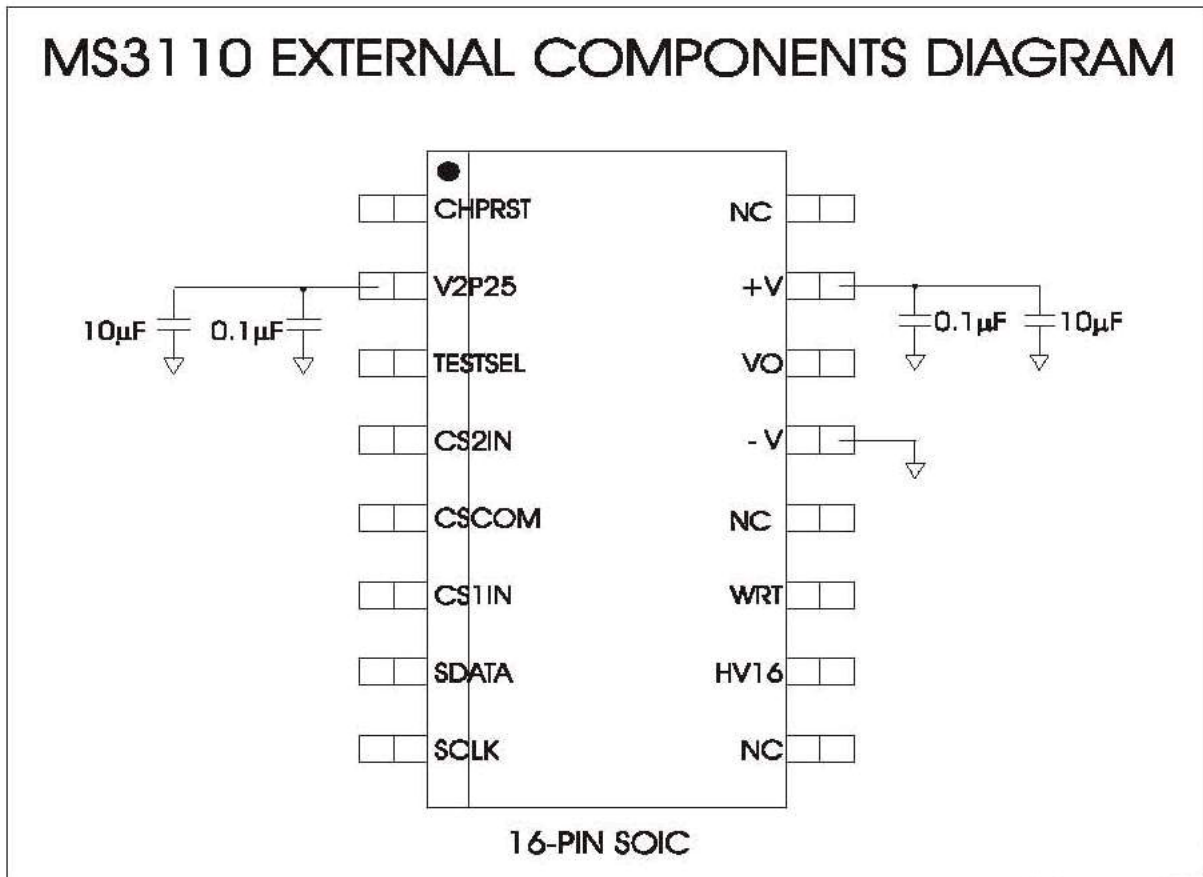 MS3110 EXTERNAL COMPONENTS DIAGRAM
CHPRST
NC
V2P25
+V
10µF
0.1µF
0.1µF
10µF
TESTSEL
VO
CS2IN
- V
CSCOM
NC
CS1IN
WRT
SDATA
HV16
SCLK
NC
16-PIN SOIC